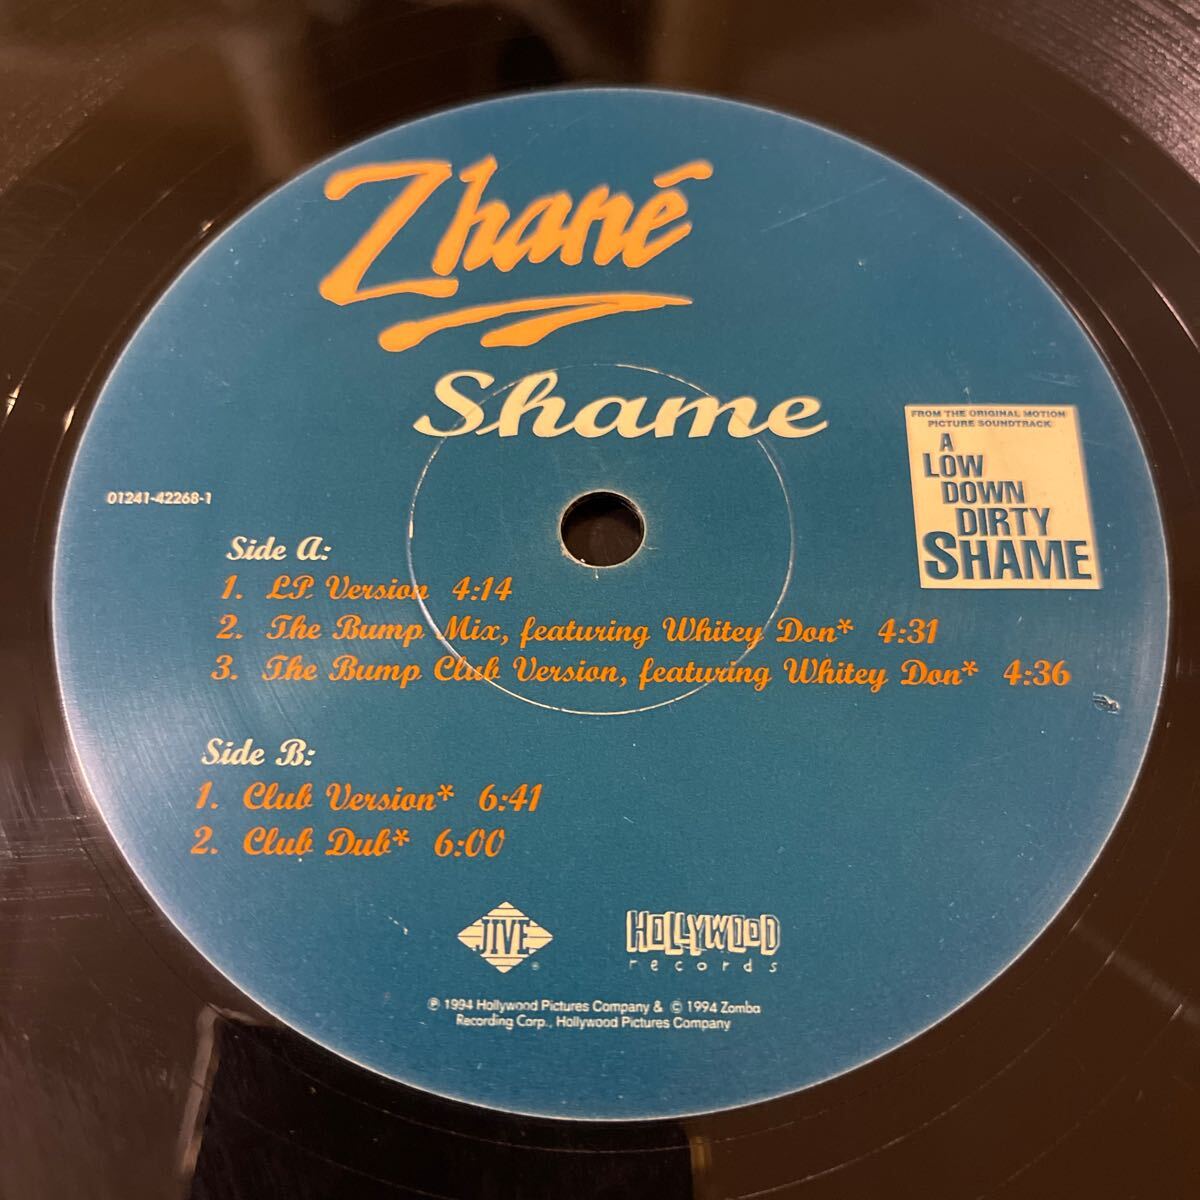 Zhané
Shame
FROM THE ORIGINAL MOTION
PICTURE SOUNDTRACK
A
LOW
DOWN
DIRTY
SHAME
01241-42268-1
Side A:
1. LP Version 4:14
2. The Bump Mix, featuring Whitey Don* 4:31
3. The Bump Club Version, featuring Whitey Don* 4:36
Side B:
1. Club Version* 6:41
2. Club Dub* 6:00
JIVE
®
HOLLYWOOD
records
℗ 1994 Hollywood Pictures Company & © 1994 Zomba
Recording Corp., Hollywood Pictures Company